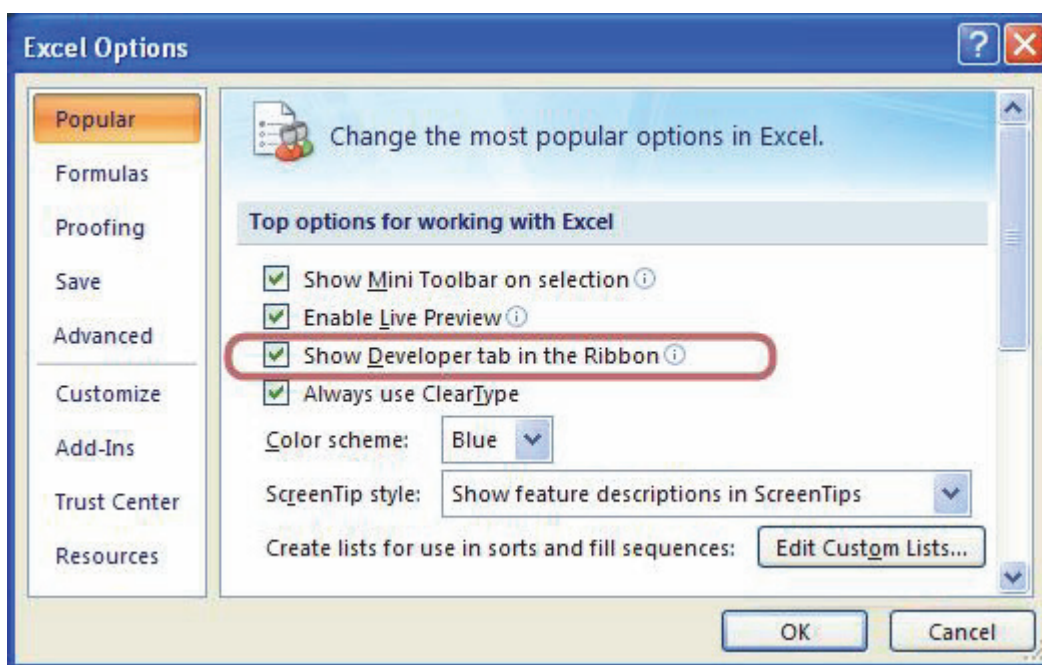 Excel Options
Popular
Formulas
Proofing
Save
Advanced
Customize
Add-Ins
Trust Center
Resources
Change the most popular options in Excel.
Top options for working with Excel
Show Mini Toolbar on selection
Enable Live Preview
Show Developer tab in the Ribbon
Always use ClearType
Color scheme: Blue
ScreenTip style: Show feature descriptions in ScreenTips
Create lists for use in sorts and fill sequences: Edit Custom Lists...
OK Cancel